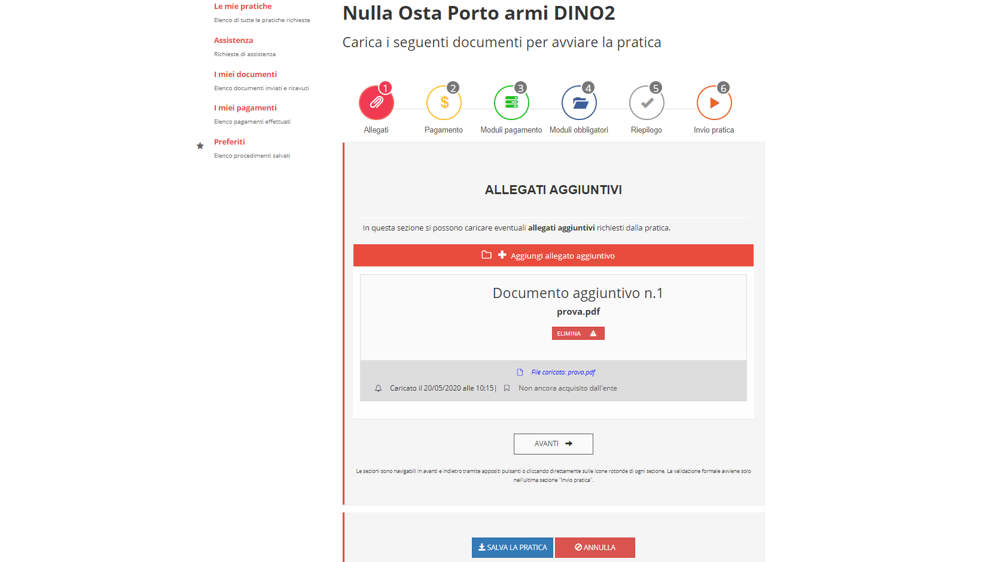 Le mie pratiche
Elenco di tutte le pratiche richieste
Assistenza
Richieste di assistenza
I miei documenti
Elenco documenti inviati e ricevuti
I miei pagamenti
Elenco pagamenti effettuati
Preferiti
Elenco procedimenti salvati
Nulla Osta Porto armi DINO2
Carica i seguenti documenti per avviare la pratica
1 2 3 4 5 6
Allegati Pagamento Moduli pagamento Moduli obbligatori Riepilogo Invio pratica
ALLEGATI AGGIUNTIVI
In questa sezione si possono caricare eventuali allegati aggiuntivi richiesti dalla pratica.
Aggiungi allegato aggiuntivo
Documento aggiuntivo n.1
prova.pdf
ELIMINA
File caricato: prova.pdf
Caricato il 20/05/2020 alle 10:15| Non ancora acquisito dall'ente
AVANTI
Le sezioni sono navigabili in avanti e indietro tramite appositi pulsanti o cliccando direttamente sulle icone rotonde di ogni sezione. La validazione formale avviene solo
nell'ultima sezione "Invio pratica".
SALVA LA PRATICA ANNULLA